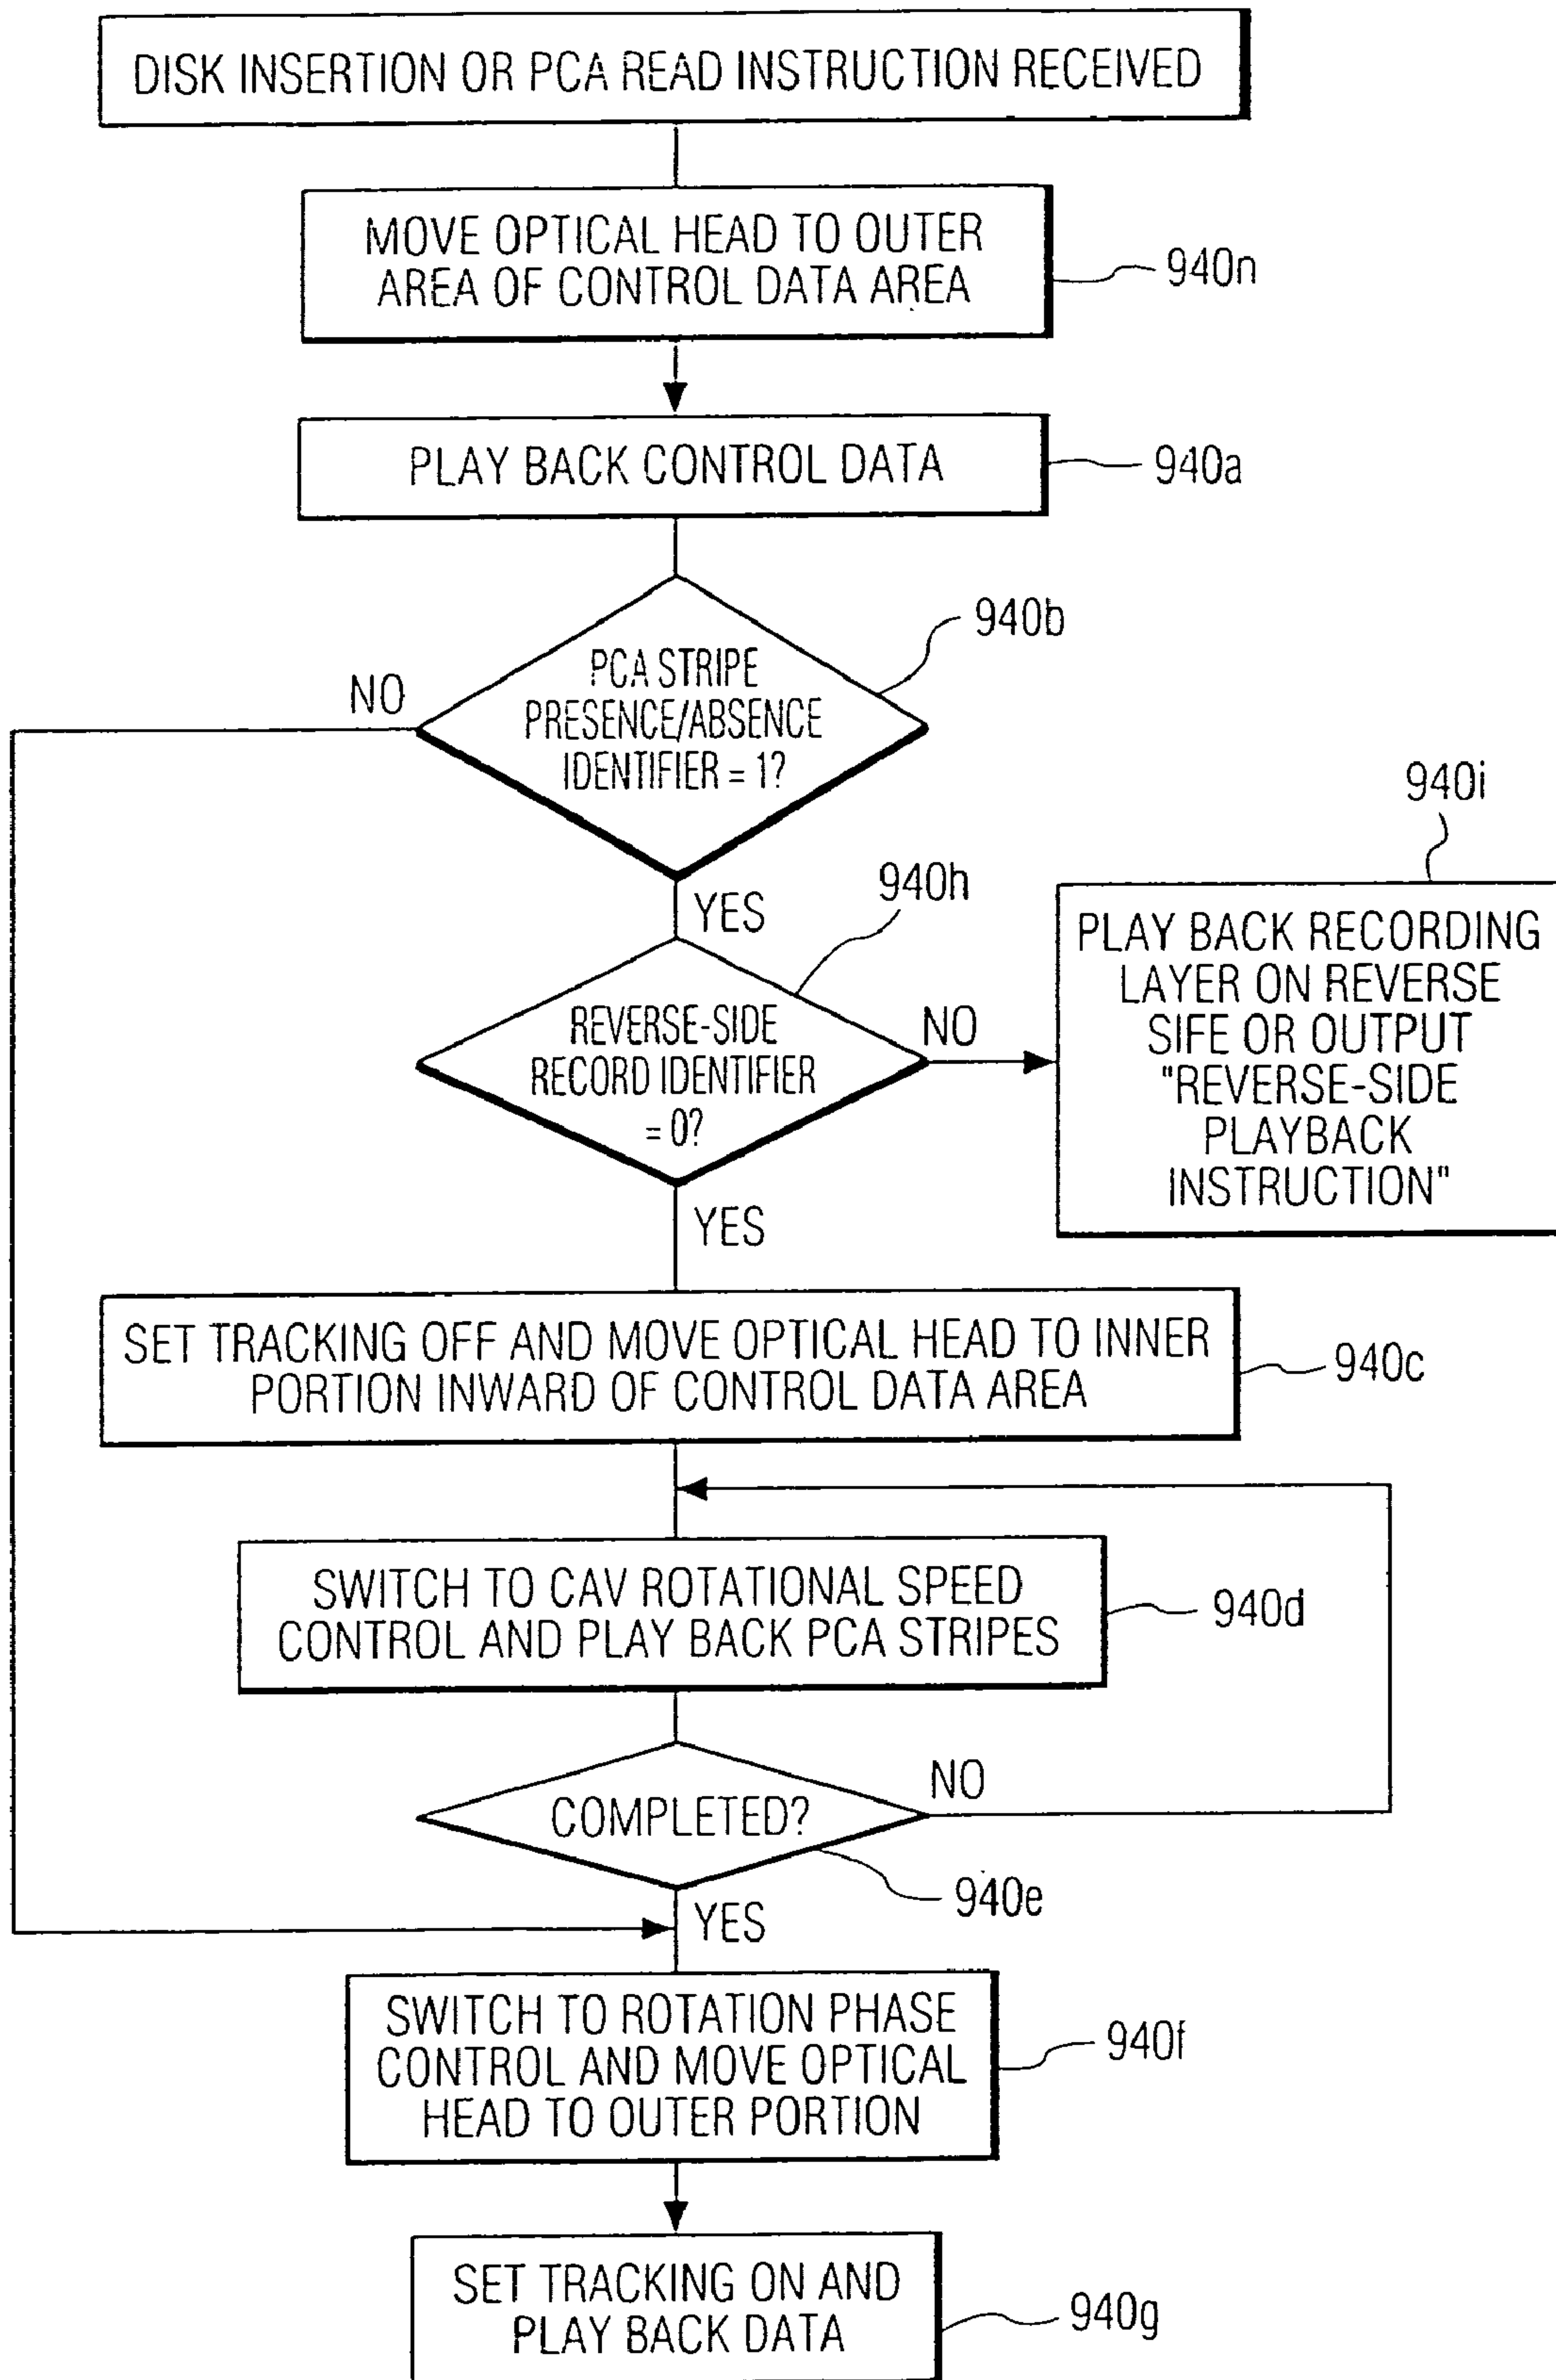 DISK INSERTION OR PCA READ INSTRUCTION RECEIVED
MOVE OPTICAL HEAD TO OUTER
AREA OF CONTROL DATA AREA
940n
PLAY BACK CONTROL DATA
940a
940b
PCA STRIPE
PRESENCE/ABSENCE
IDENTIFIER = 1?
NO
YES
940h
940i
REVERSE-SIDE
RECORD IDENTIFIER
= 0?
NO
PLAY BACK RECORDING
LAYER ON REVERSE
SIFE OR OUTPUT
"REVERSE-SIDE
PLAYBACK
INSTRUCTION"
YES
SET TRACKING OFF AND MOVE OPTICAL HEAD TO INNER
PORTION INWARD OF CONTROL DATA AREA
940c
SWITCH TO CAV ROTATIONAL SPEED
CONTROL AND PLAY BACK PCA STRIPES
940d
COMPLETED?
NO
940e
YES
SWITCH TO ROTATION PHASE
CONTROL AND MOVE OPTICAL
HEAD TO OUTER PORTION
940f
SET TRACKING ON AND
PLAY BACK DATA
940g